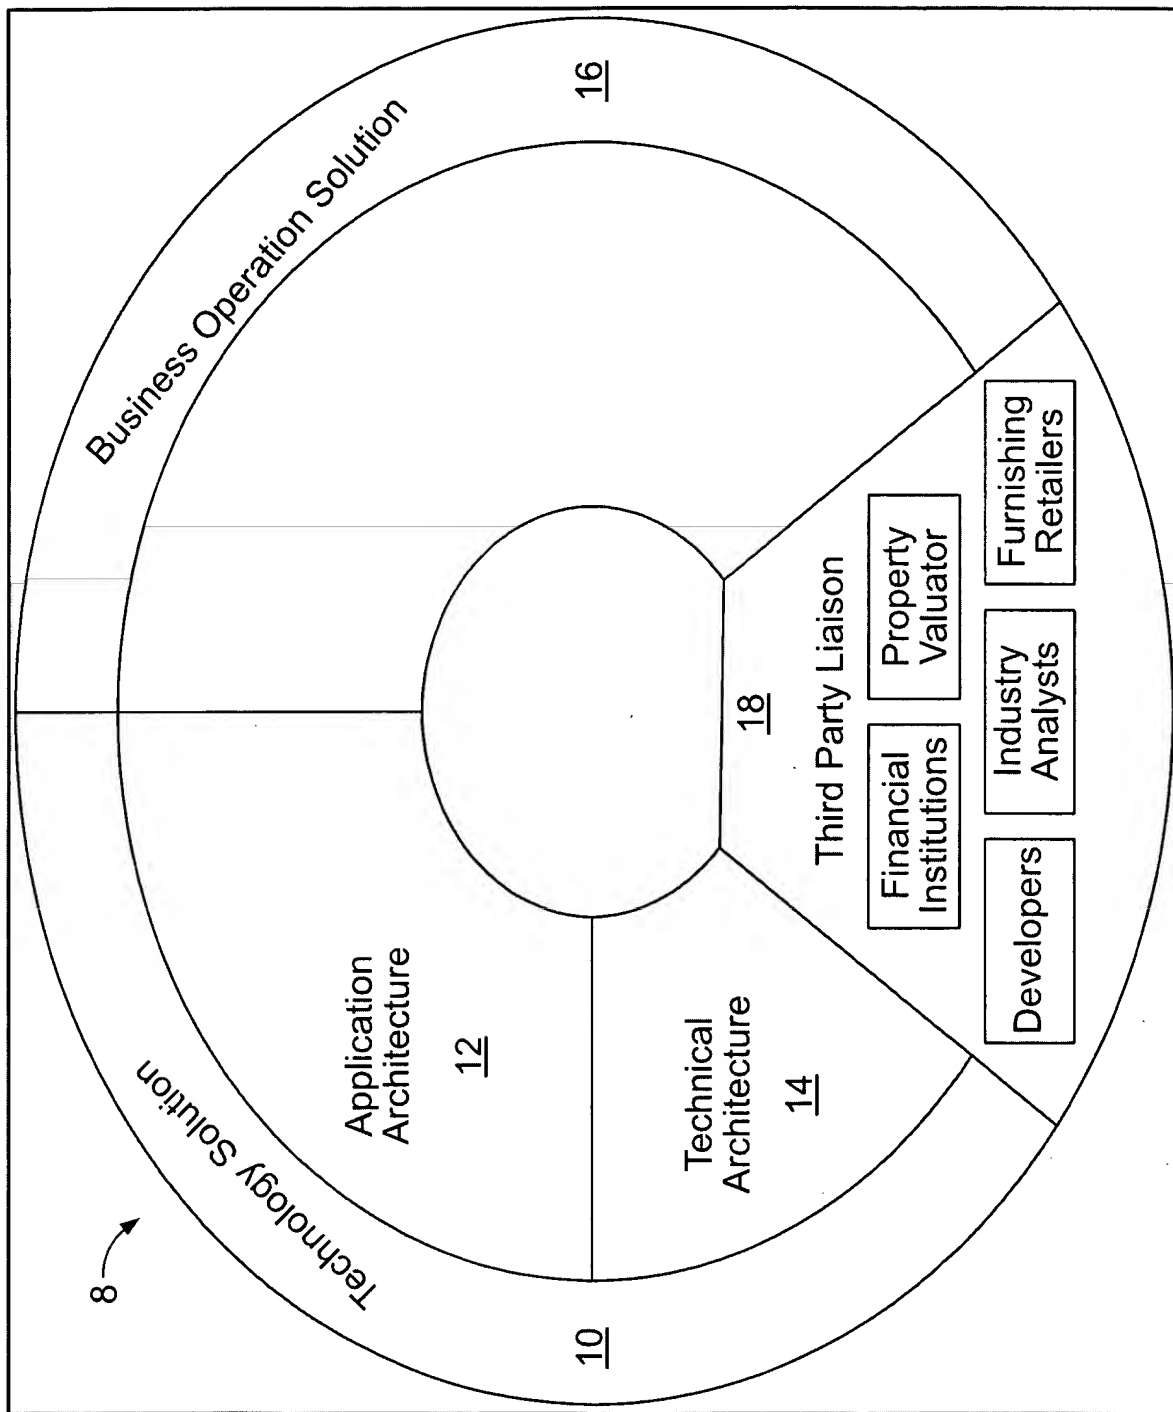 8
Technology Solution
Business Operation Solution
10
Application
Architecture
12
16
Technical
Architecture
14
18
Third Party Liaison
Financial
Institutions
Property
Valuator
Developers
Industry
Analysts
Furnishing
Retailers